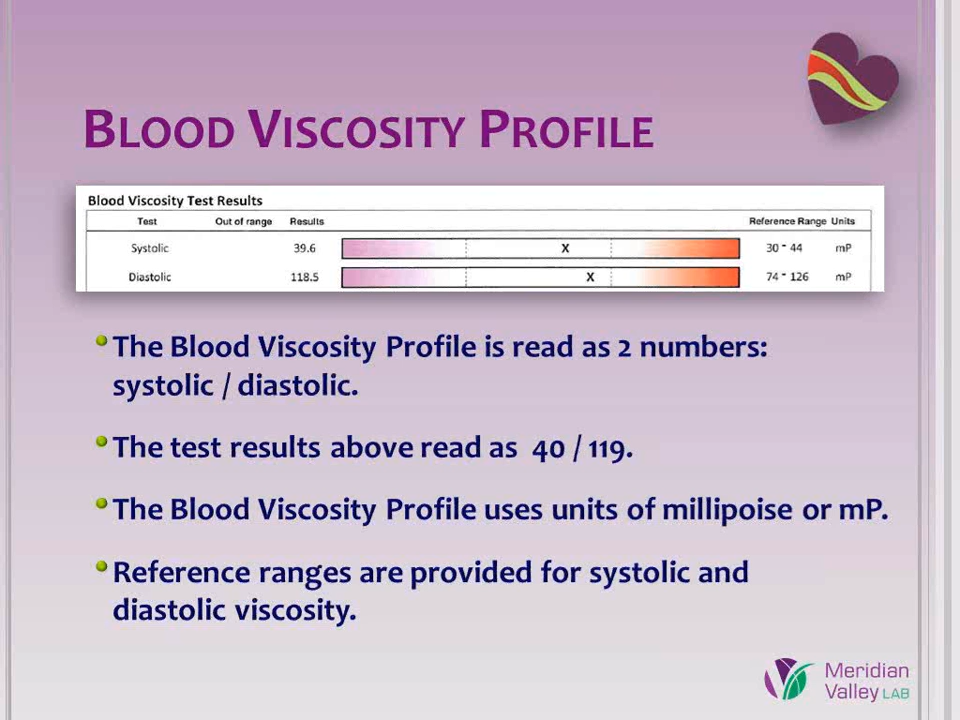 BLOOD VISCOSITY PROFILE
Blood Viscosity Test Results
Test Out of range Results Reference Range Units
Systolic 39.6 X 30 - 44 mP
Diastolic 118.5 X 74 - 126 mP
The Blood Viscosity Profile is read as 2 numbers:
systolic / diastolic.
The test results above read as 40 / 119.
The Blood Viscosity Profile uses units of millipoise or mP.
Reference ranges are provided for systolic and
diastolic viscosity.
Meridian
Valley LAB